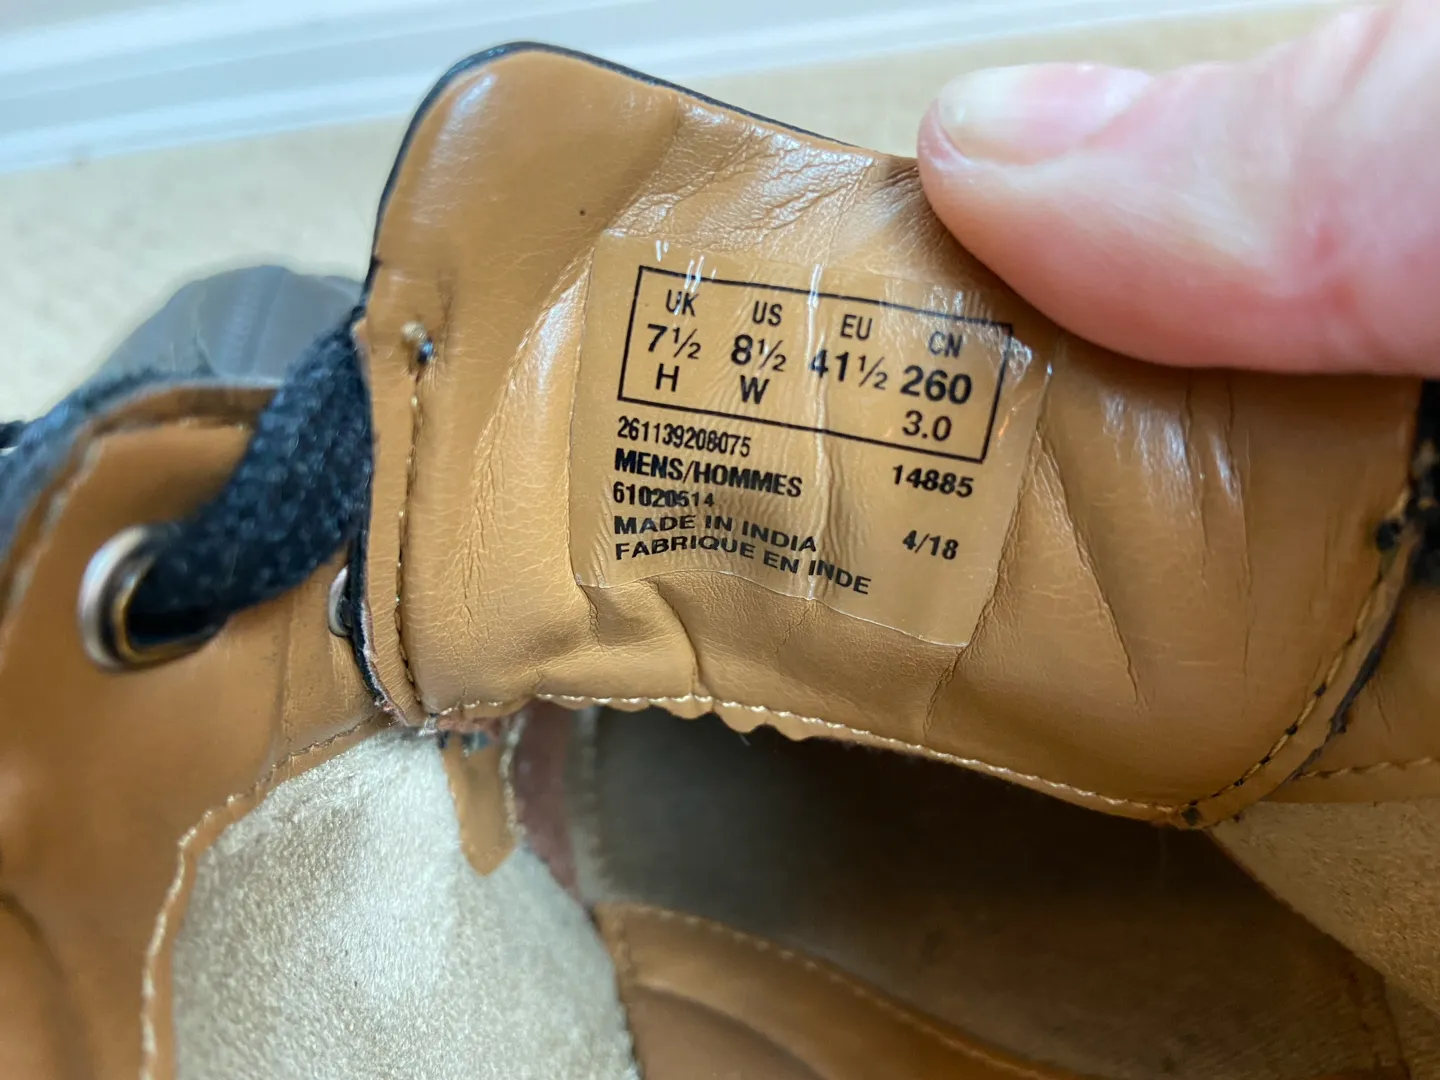 UK US EU CN
7½ 8½ 41½ 260
H W 3.0
261139208075
MENS/HOMMES 14885
61020514
MADE IN INDIA 4/18
FABRIQUE EN INDE